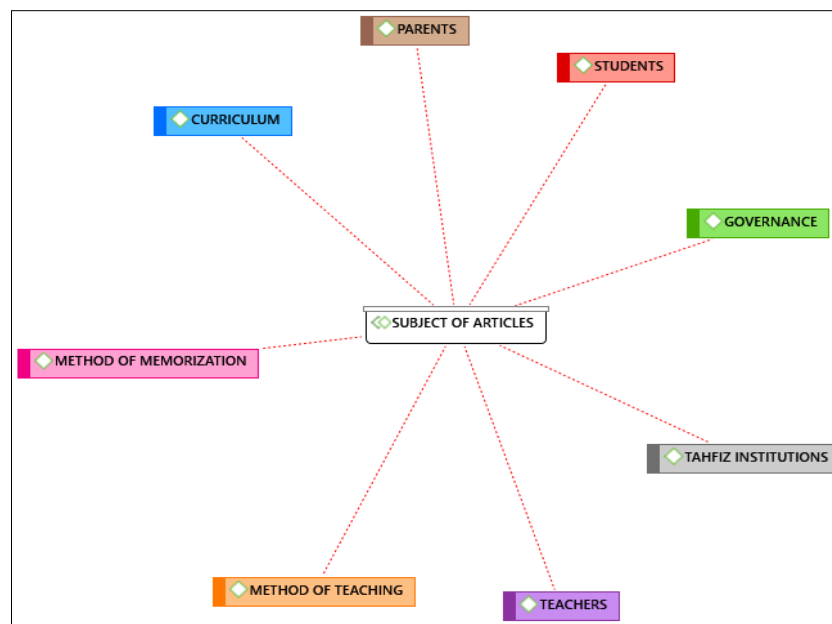 PARENTS
STUDENTS
CURRICULUM
GOVERNANCE
SUBJECT OF ARTICLES
METHOD OF MEMORIZATION
TAHFIZ INSTITUTIONS
METHOD OF TEACHING
TEACHERS